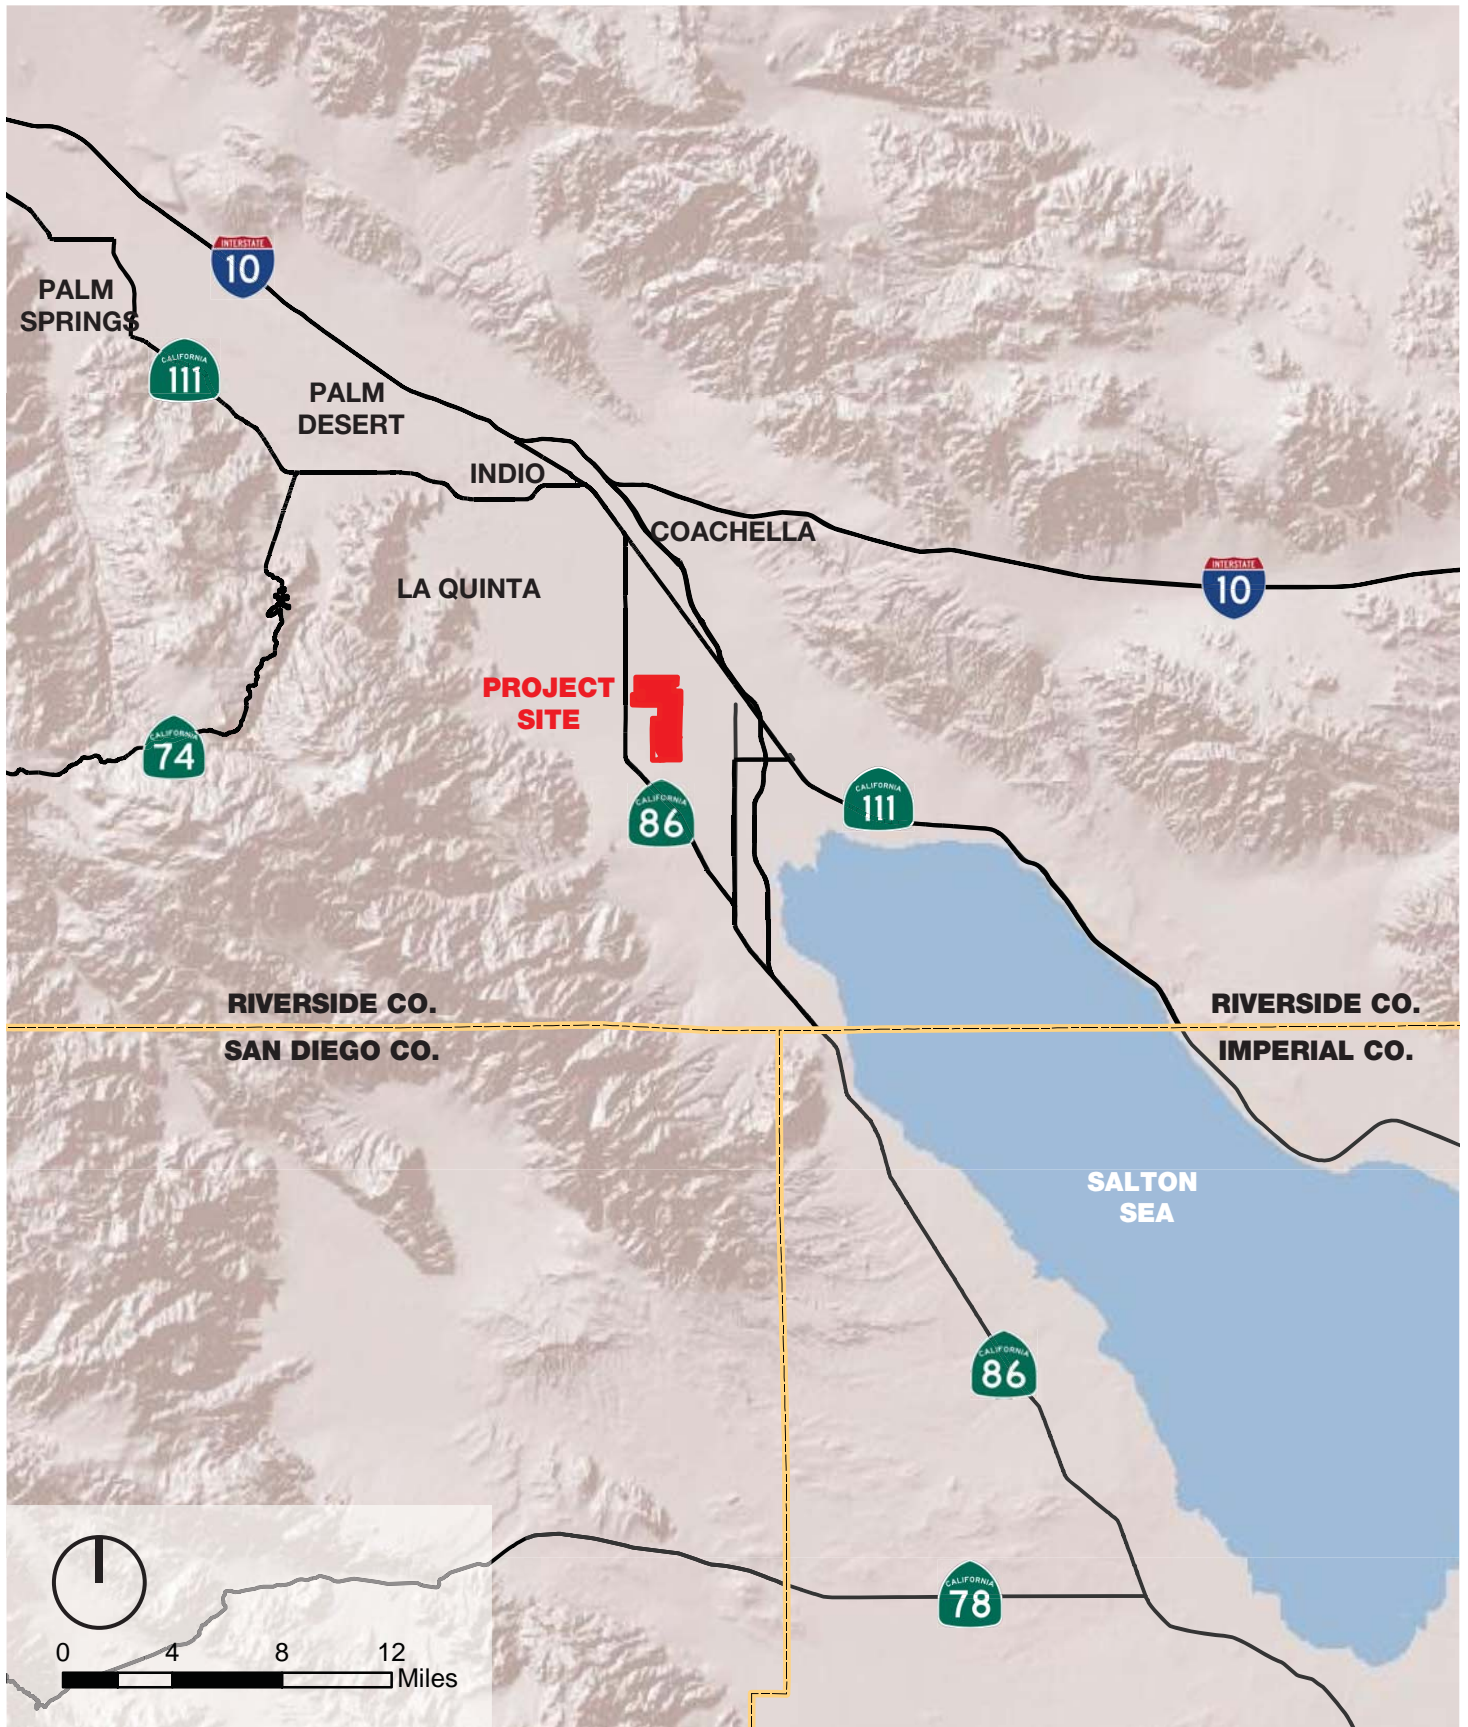 INTERSTATE
10
PALM
SPRINGS
CALIFORNIA
111
PALM
DESERT
INDIO
COACHELLA
INTERSTATE
10
LA QUINTA
PROJECT
SITE
CALIFORNIA
74
CALIFORNIA
86
CALIFORNIA
111
RIVERSIDE CO.
SAN DIEGO CO.
RIVERSIDE CO.
IMPERIAL CO.
SALTON
SEA
CALIFORNIA
86
CALIFORNIA
78
0 4 8 12
Miles